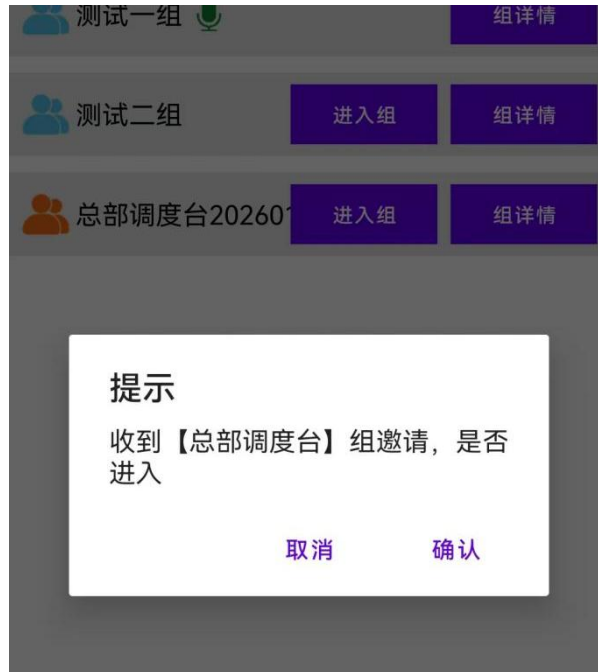 测试一组 组详情
测试二组 进入组 组详情
总部调度台20260 进入组 组详情
提示
收到【总部调度台】组邀请，是否
进入
取消 确认